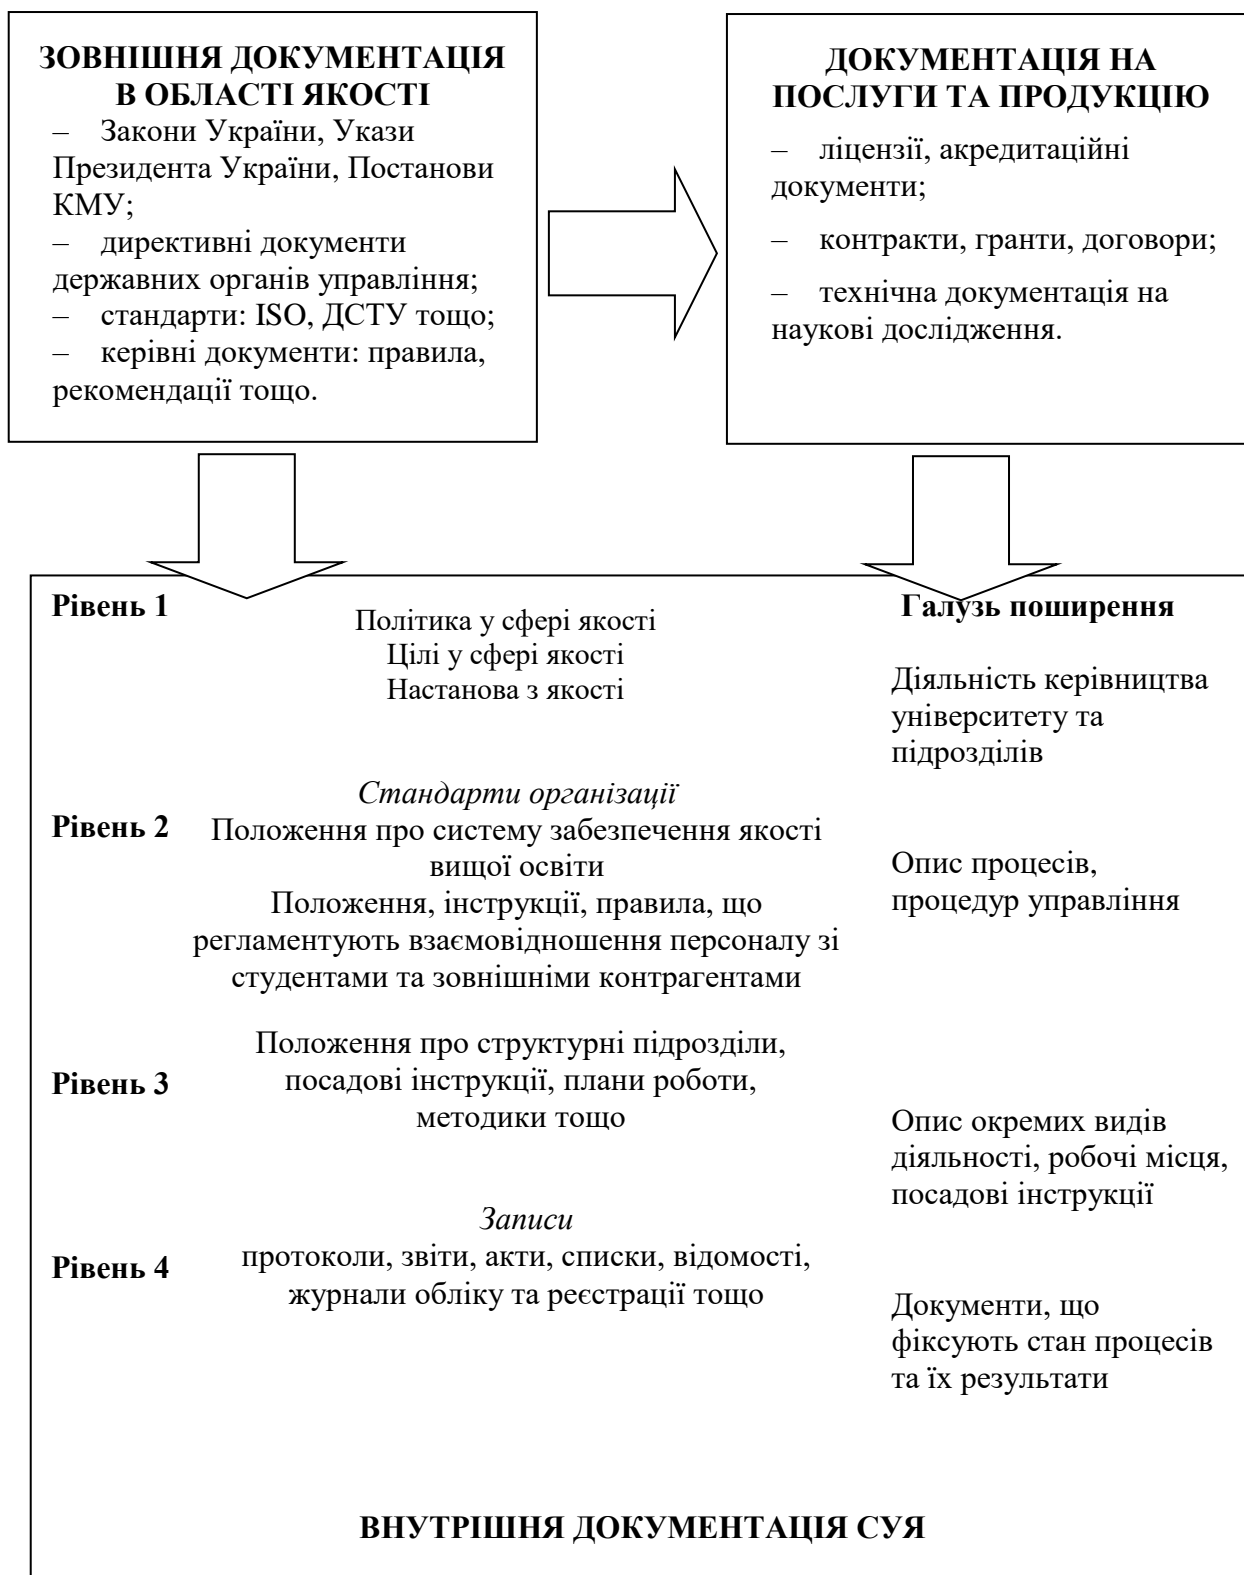 ЗОВНІШНЯ ДОКУМЕНТАЦІЯ
В ОБЛАСТІ ЯКОСТІ
– Закони України, Укази
Президента України, Постанови
КМУ;
– директивні документи
державних органів управління;
– стандарти: ISO, ДСТУ тощо;
– керівні документи: правила,
рекомендації тощо.
ДОКУМЕНТАЦІЯ НА
ПОСЛУГИ ТА ПРОДУКЦІЮ
– ліцензії, акредитаційні
документи;
– контракти, гранти, договори;
– технічна документація на
наукові дослідження.
Рівень 1
Політика у сфері якості
Цілі у сфері якості
Настанова з якості
Галузь поширення
Діяльність керівництва
університету та
підрозділів
Рівень 2
Стандарти організації
Положення про систему забезпечення якості
вищої освіти
Положення, інструкції, правила, що
регламентують взаємовідношення персоналу зі
студентами та зовнішніми контрагентами
Опис процесів,
процедур управління
Рівень 3
Положення про структурні підрозділи,
посадові інструкції, плани роботи,
методики тощо
Опис окремих видів
діяльності, робочі місця,
посадові інструкції
Рівень 4
Записи
протоколи, звіти, акти, списки, відомості,
журнали обліку та реєстрації тощо
Документи, що
фіксують стан процесів
та їх результати
ВНУТРІШНЯ ДОКУМЕНТАЦІЯ СУЯ